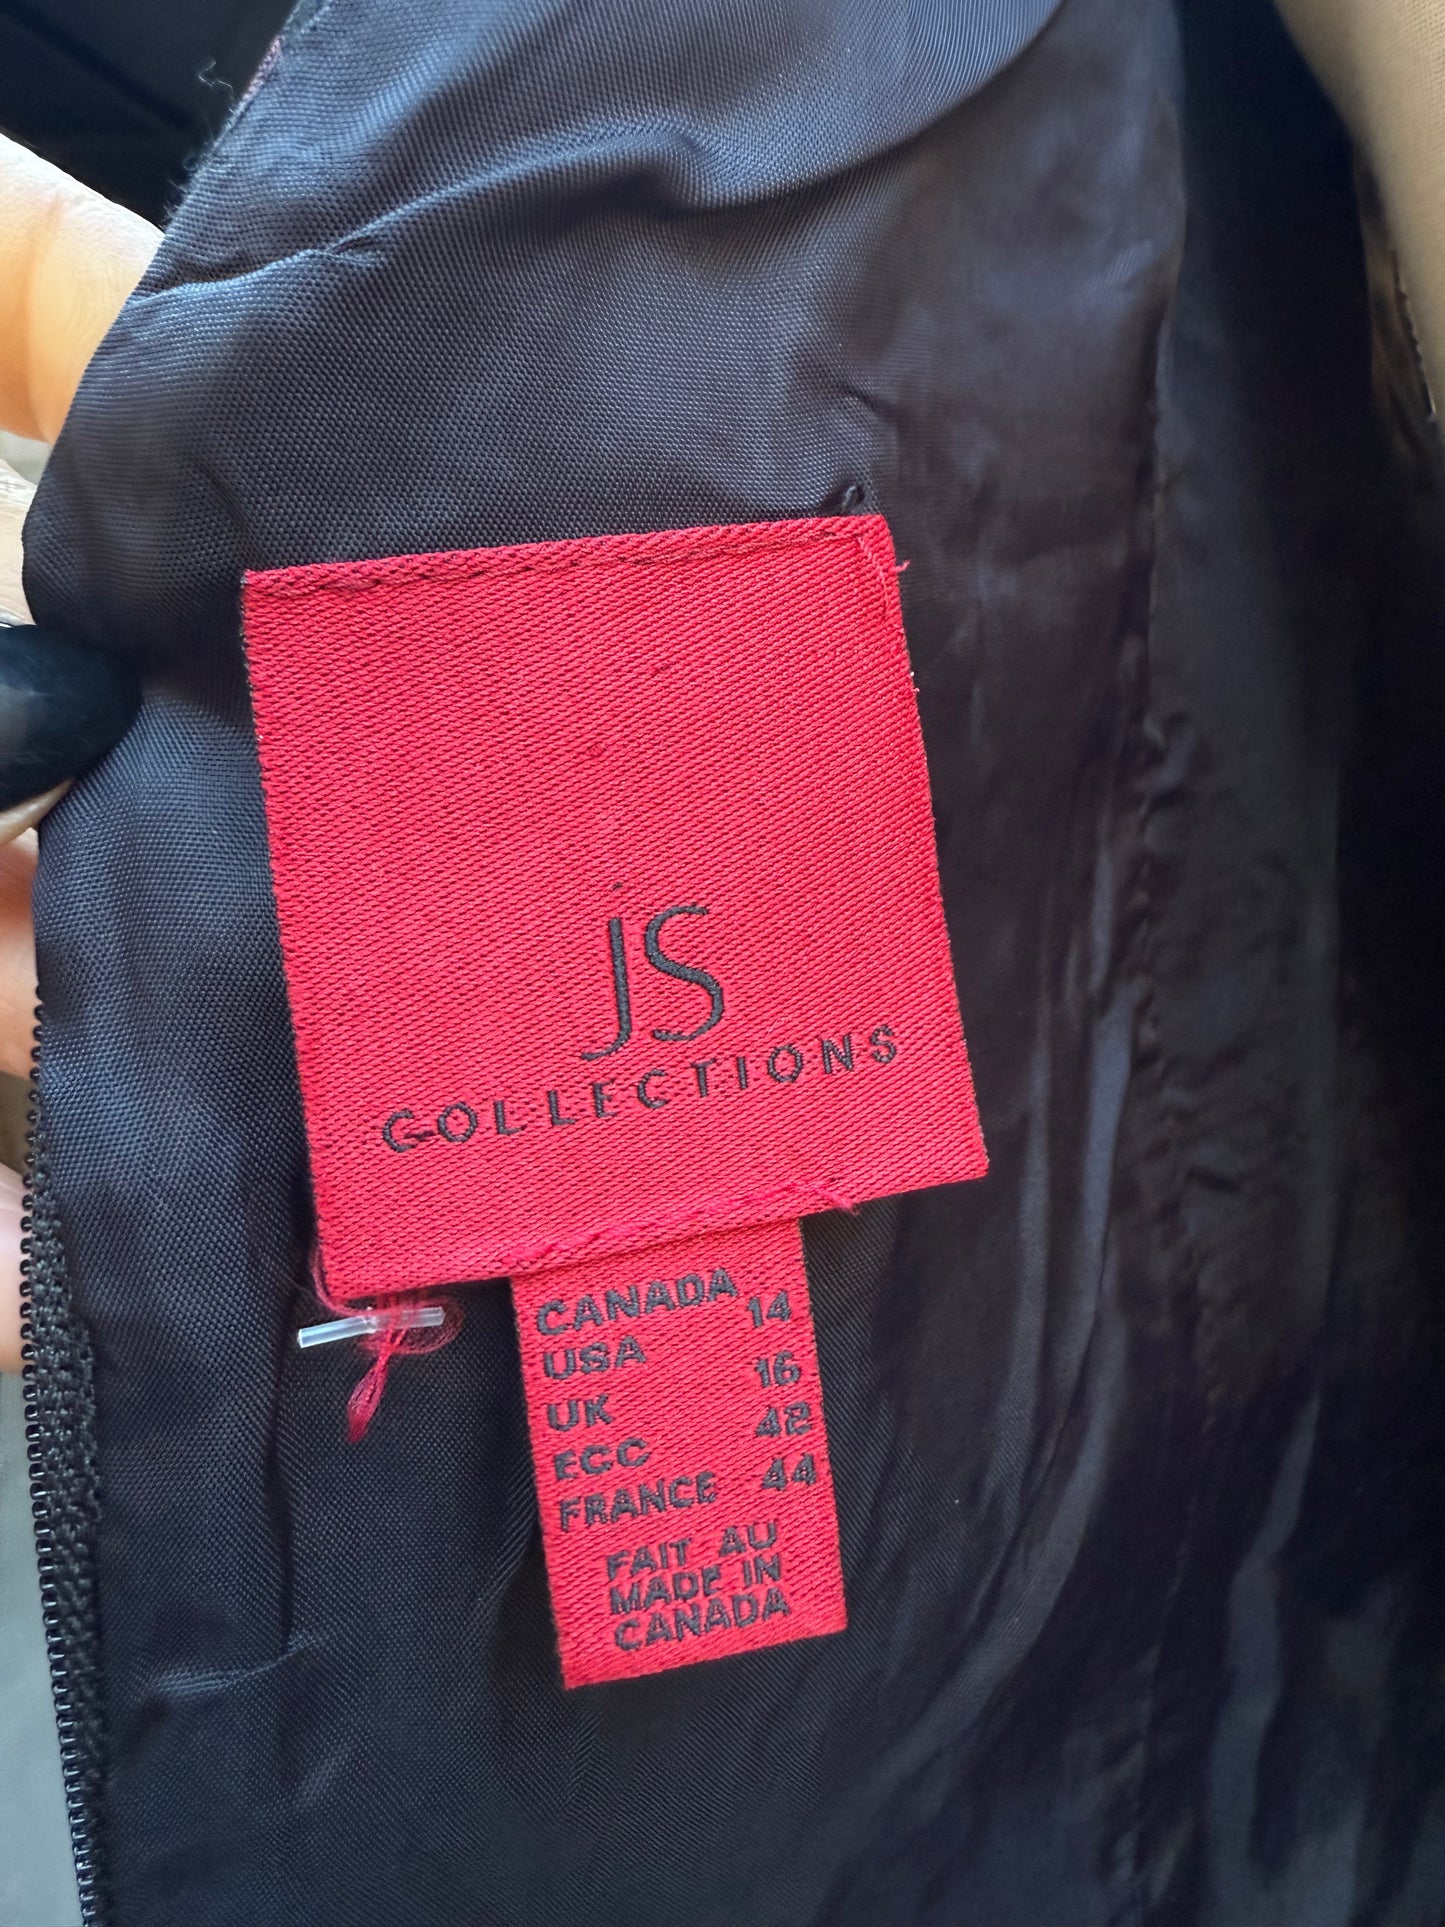 JS
COLLECTIONS
CANADA
USA 14
UK 16
ECC 42
FRANCE 44
FAIT AU
MADE IN
CANADA